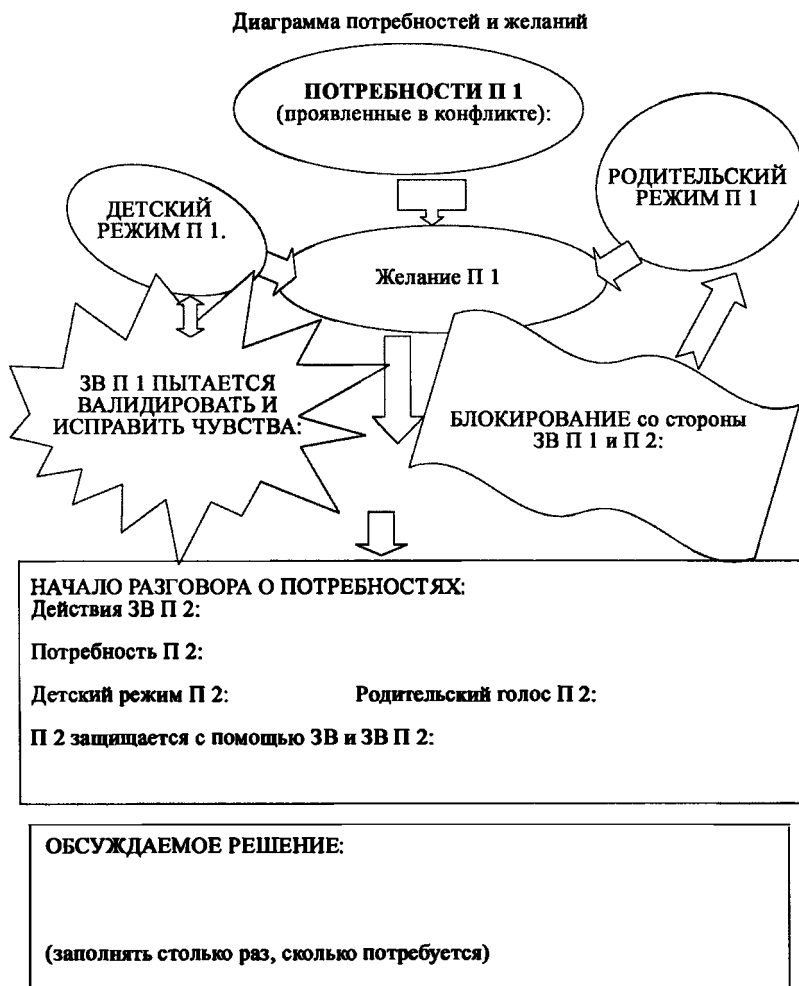 Диаграмма потребностей и желаний
ПОТРЕБНОСТИ П 1
(проявленные в конфликте):
РОДИТЕЛЬСКИЙ
РЕЖИМ П 1
ДЕТСКИЙ
РЕЖИМ П 1.
Желание П 1
ЗВ П 1 ПЫТАЕТСЯ
ВАЛИДИРОВАТЬ И
ИСПРАВИТЬ ЧУВСТВА:
БЛОКИРОВАНИЕ со стороны
ЗВ П 1 и П 2:
НАЧАЛО РАЗГОВОРА О ПОТРЕБНОСТЯХ:
Действия ЗВ П 2:
Потребность П 2:
Детский режим П 2: Родительский голос П 2:
П 2 защищается с помощью ЗВ и ЗВ П 2:
ОБСУЖДАЕМОЕ РЕШЕНИЕ:
(заполнять столько раз, сколько потребуется)